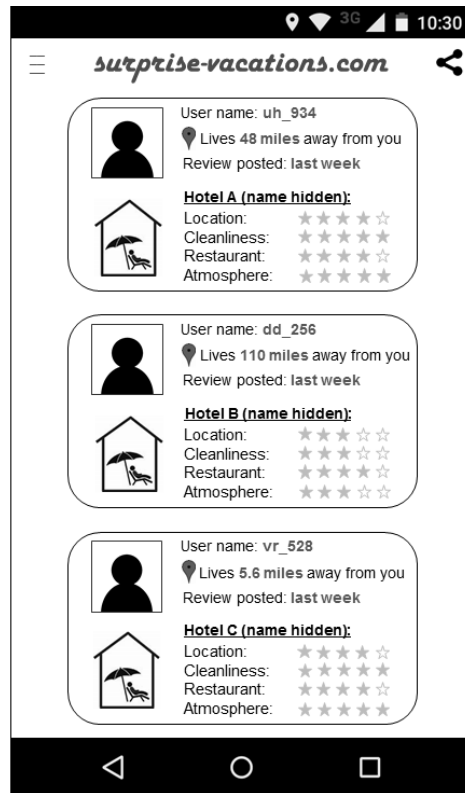 3G 10:30
surprise-vacations.com
User name: uh_934
Lives 48 miles away from you
Review posted: last week
Hotel A (name hidden):
Location:
Cleanliness:
Restaurant:
Atmosphere:
User name: dd_256
Lives 110 miles away from you
Review posted: last week
Hotel B (name hidden):
Location:
Cleanliness:
Restaurant:
Atmosphere:
User name: vr_528
Lives 5.6 miles away from you
Review posted: last week
Hotel C (name hidden):
Location:
Cleanliness:
Restaurant:
Atmosphere: